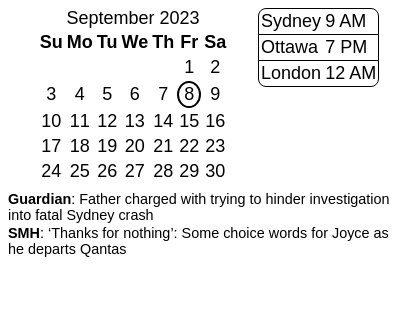 September 2023
Su Mo Tu We Th Fr Sa
1 2
3 4 5 6 7 8 9
10 11 12 13 14 15 16
17 18 19 20 21 22 23
24 25 26 27 28 29 30
Sydney 9 AM
Ottawa 7 PM
London 12 AM
Guardian: Father charged with trying to hinder investigation
into fatal Sydney crash
SMH: ‘Thanks for nothing’: Some choice words for Joyce as
he departs Qantas